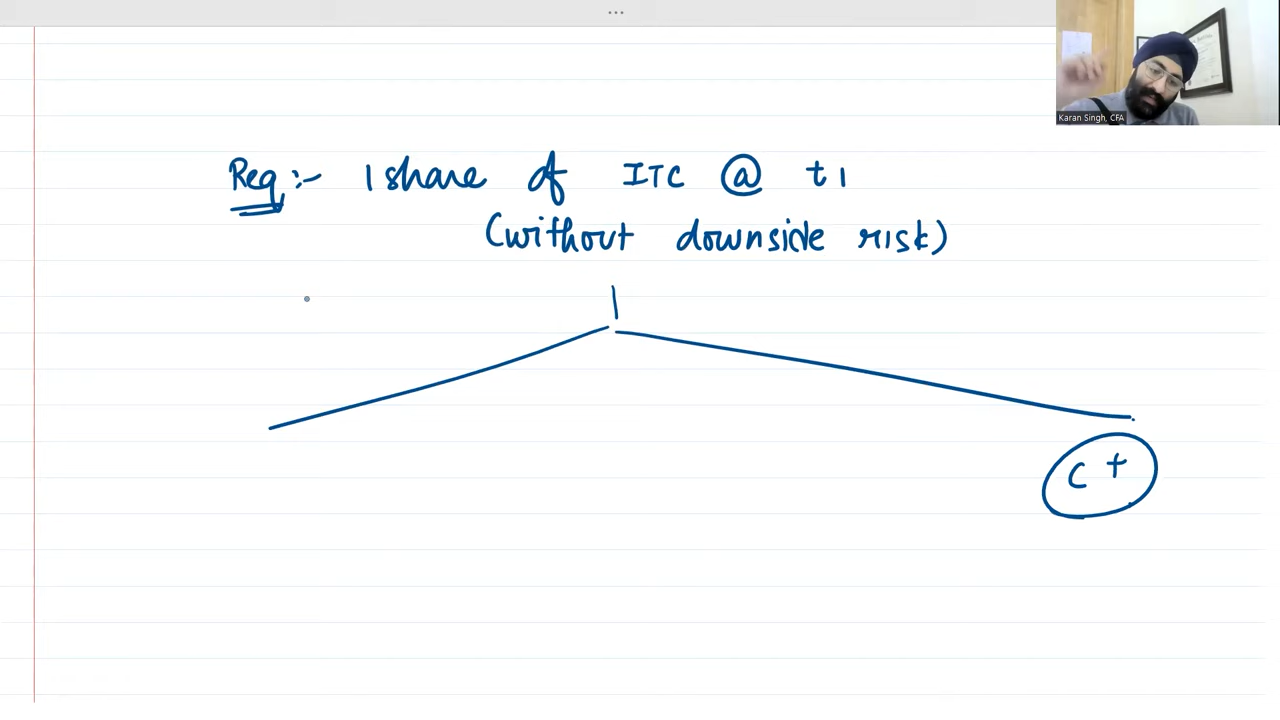 Karan Singh, CFA
Req :- 1 share of ITC @ t1
(without downside risk)
C +